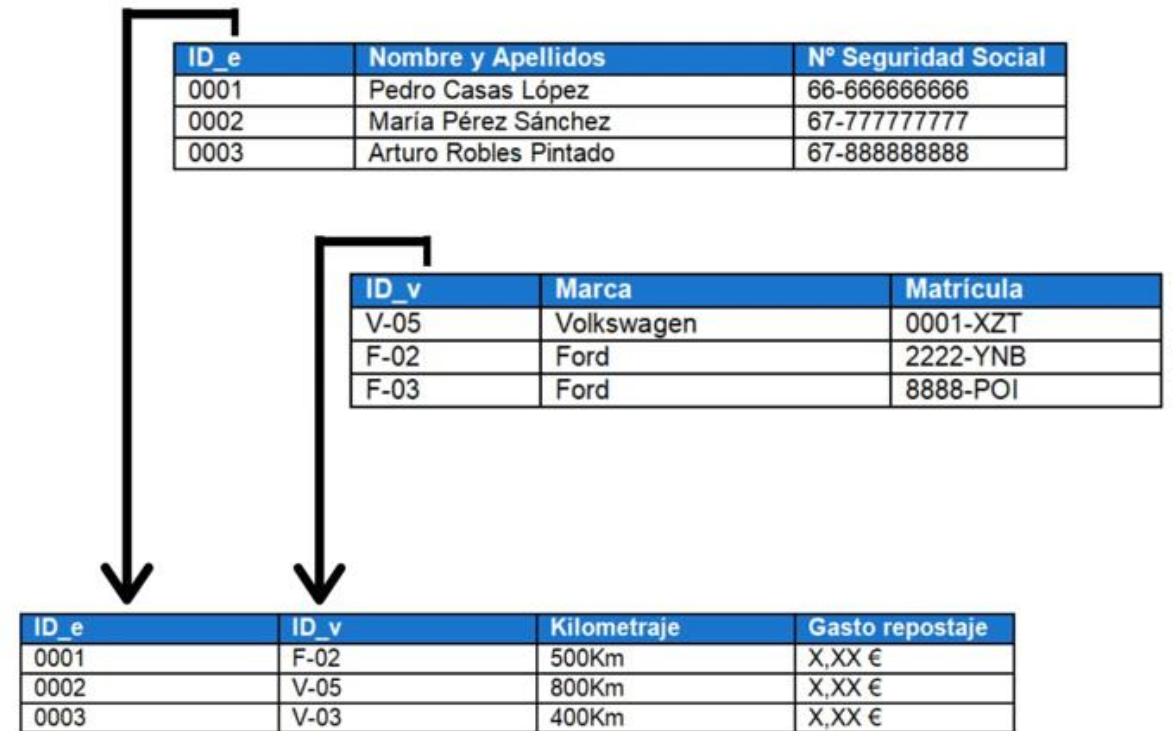 ID_e Nombre y Apellidos Nº Seguridad Social
0001 Pedro Casas López 66-666666666
0002 María Pérez Sánchez 67-777777777
0003 Arturo Robles Pintado 67-888888888
ID_v Marca Matrícula
V-05 Volkswagen 0001-XZT
F-02 Ford 2222-YNB
F-03 Ford 8888-POI
ID_e ID_v Kilometraje Gasto repostaje
0001 F-02 500Km X,XX €
0002 V-05 800Km X,XX €
0003 V-03 400Km X,XX €